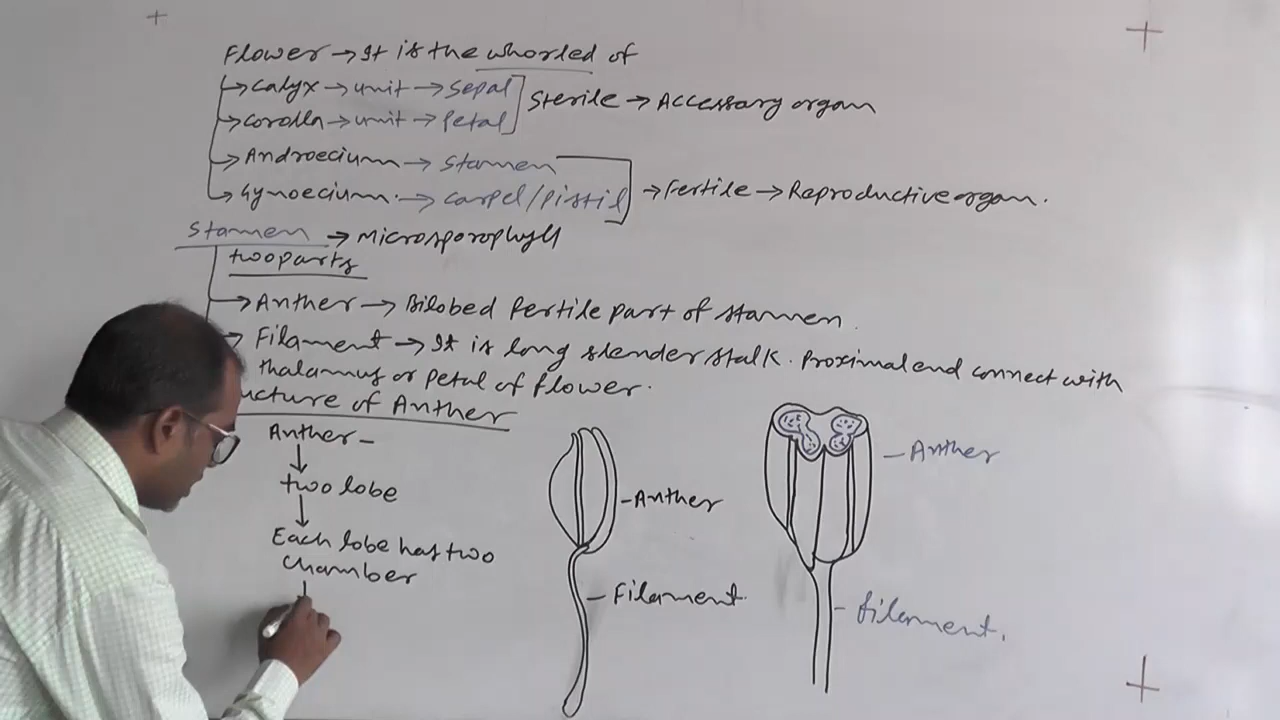 Flower → It is the whorled of
→ Calyx → unit → sepal
→ corolla → unit → Petal
Sterile → Accessary organ
→ Androecium → stamen
→ Gynoecium. → carpel/Pistil
→ Fertile → Reproductive organ.
Stamen → Microsporophyll
two parts
→ Anther → Bilobed fertile part of stamen.
→ Filament → It is long slender stalk. Proximal end connect with
thalamus or petal of flower.
ucture of Anther
Anther -
↓
two lobe
↓
Each lobe has two
chamber
- Anther
- Filament.
- Anther
- filament.